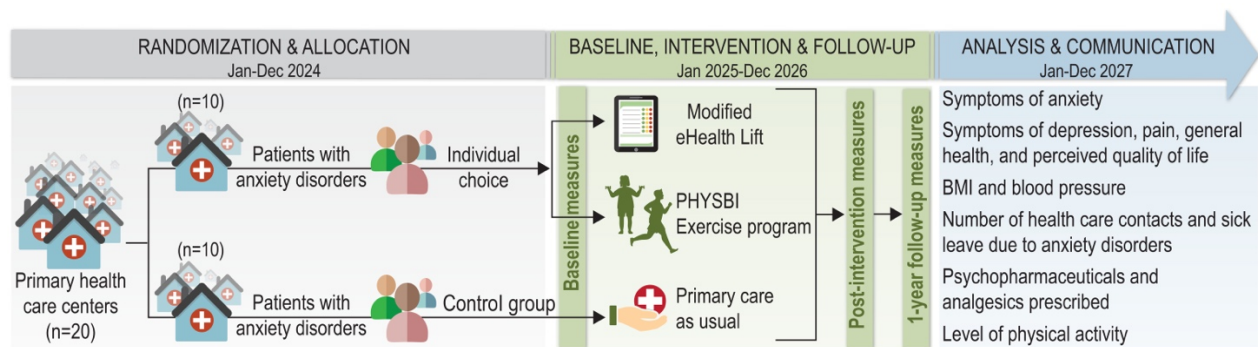 RANDOMIZATION & ALLOCATION
Jan-Dec 2024
BASELINE, INTERVENTION & FOLLOW-UP
Jan 2025-Dec 2026
ANALYSIS & COMMUNICATION
Jan-Dec 2027
Primary health
care centers
(n=20)
(n=10)
Patients with
anxiety disorders
Individual
choice
(n=10)
Patients with
anxiety disorders
Control group
Baseline measures
Modified
eHealth Lift
PHYSBI
Exercise program
Primary care
as usual
Post-intervention measures
1-year follow-up measures
Symptoms of anxiety
Symptoms of depression, pain, general
health, and perceived quality of life
BMI and blood pressure
Number of health care contacts and sick
leave due to anxiety disorders
Psychopharmaceuticals and
analgesics prescribed
Level of physical activity